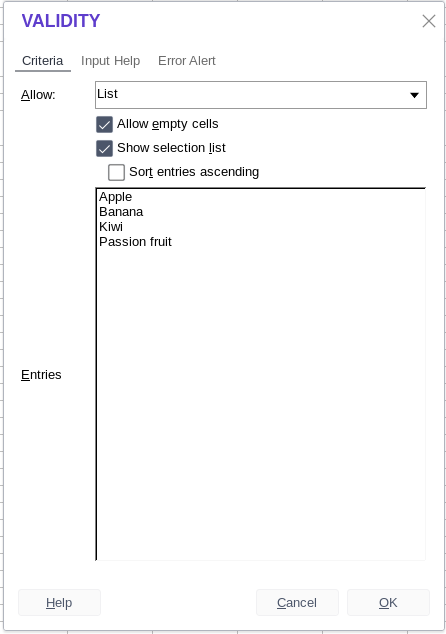 VALIDITY
Criteria Input Help Error Alert
Allow: List
Allow empty cells
Show selection list
Sort entries ascending
Apple
Banana
Kiwi
Passion fruit
Entries
Help Cancel OK